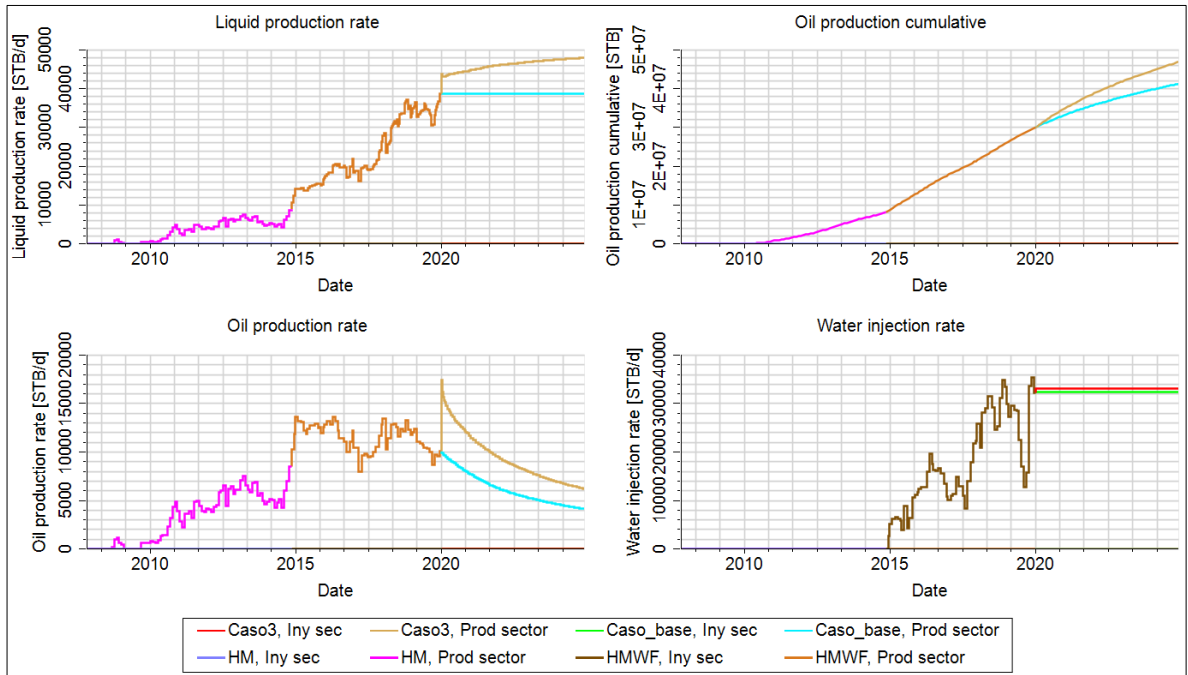 Liquid production rate
Liquid production rate [STB/d]
0 10000 20000 30000 40000 50000
2010 2015 2020
Date
Oil production cumulative
Oil production cumulative [STB]
0 1E+07 2E+07 3E+07 4E+07 5E+07
2010 2015 2020
Date
Oil production rate
Oil production rate [STB/d]
0 5000 10000 15000 20000
2010 2015 2020
Date
Water injection rate
Water injection rate [STB/d]
0 10000 20000 30000 40000
2010 2015 2020
Date
Caso3, Iny sec Caso3, Prod sector Caso_base, Iny sec Caso_base, Prod sector
HM, Iny sec HM, Prod sector HMWF, Iny sec HMWF, Prod sector